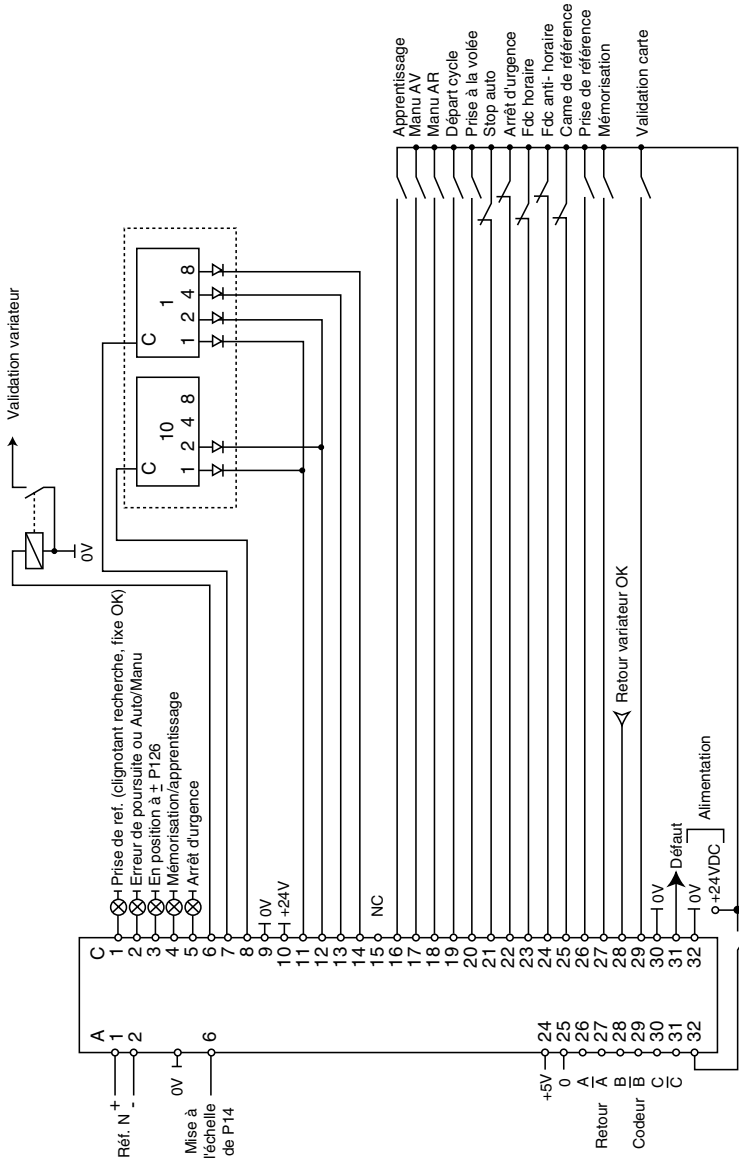 Validation variateur
0V
C
10
1 2 4 8
C
1
1 2 4 8
Prise de ref. (clignotant recherche, fixe OK)
Erreur de poursuite ou Auto/Manu
En position à ± P126
Mémorisation/apprentissage
Arrêt d'urgence
0V
+24V
NC
Apprentissage
Manu AV
Manu AR
Départ cycle
Prise à la volée
Stop auto
Arrêt d'urgence
Fdc horaire
Fdc anti- horaire
Came de référence
Prise de référence
Mémorisation
Validation carte
Retour variateur OK
0V
Défaut
0V
+24VDC
Alimentation
C
1
2
3
4
5
6
7
8
9
10
11
12
13
14
15
16
17
18
19
20
21
22
23
24
25
26
27
28
29
30
31
32
A
1
2
6
24
25
26
27
28
29
30
31
32
Réf. N +
-
0V
Mise à
l'échelle
de P14
+5V
0
A
A̅
B
B̅
C
C̅
Retour
Codeur